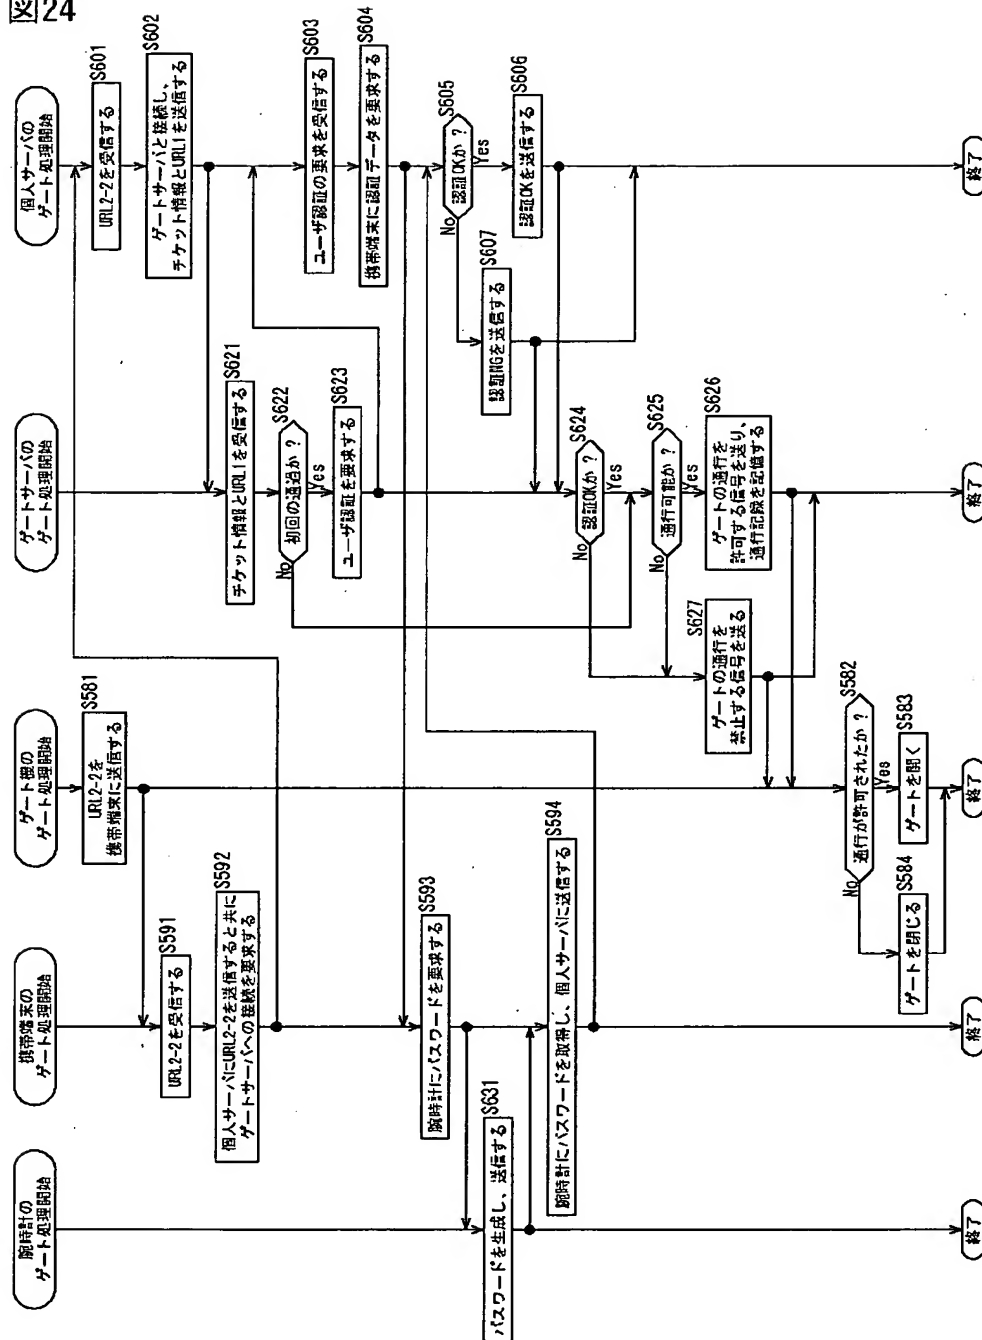 図24
腕時計の
ゲート処理開始
携帯端末の
ゲート処理開始
ゲート機の
ゲート処理開始
ゲートサーバの
ゲート処理開始
個人サーバの
ゲート処理開始
S581
URL2-2を
携帯端末に送信する
S591
URL2-2を受信する
S592
個人サーバにURL2-2を送信すると共に
ゲートサーバへの接続を要求する
S601
URL2-2を受信する
S602
ゲートサーバと接続し、
チケット情報とURL1を送信する
S621
チケット情報とURL1を受信する
S622
初回の通過か?
No
Yes
S623
ユーザ認証を要求する
S603
ユーザ認証の要求を受信する
S604
携帯端末に認証データを要求する
S593
腕時計にパスワードを要求する
S631
パスワードを生成し、送信する
S594
腕時計にパスワードを取得し、個人サーバに送信する
S605
認証OKか?
No
Yes
S607
認証NGを送信する
S606
認証OKを送信する
S624
認証OKか?
No
Yes
S625
通行可能か?
No
Yes
S627
ゲートの通行を
禁止する信号を送る
S626
ゲートの通行を
許可する信号を送り、
通行記録を記憶する
S582
通行が許可されたか?
No
Yes
S584
ゲートを閉じる
S583
ゲートを開く
終了
終了
終了
終了
終了